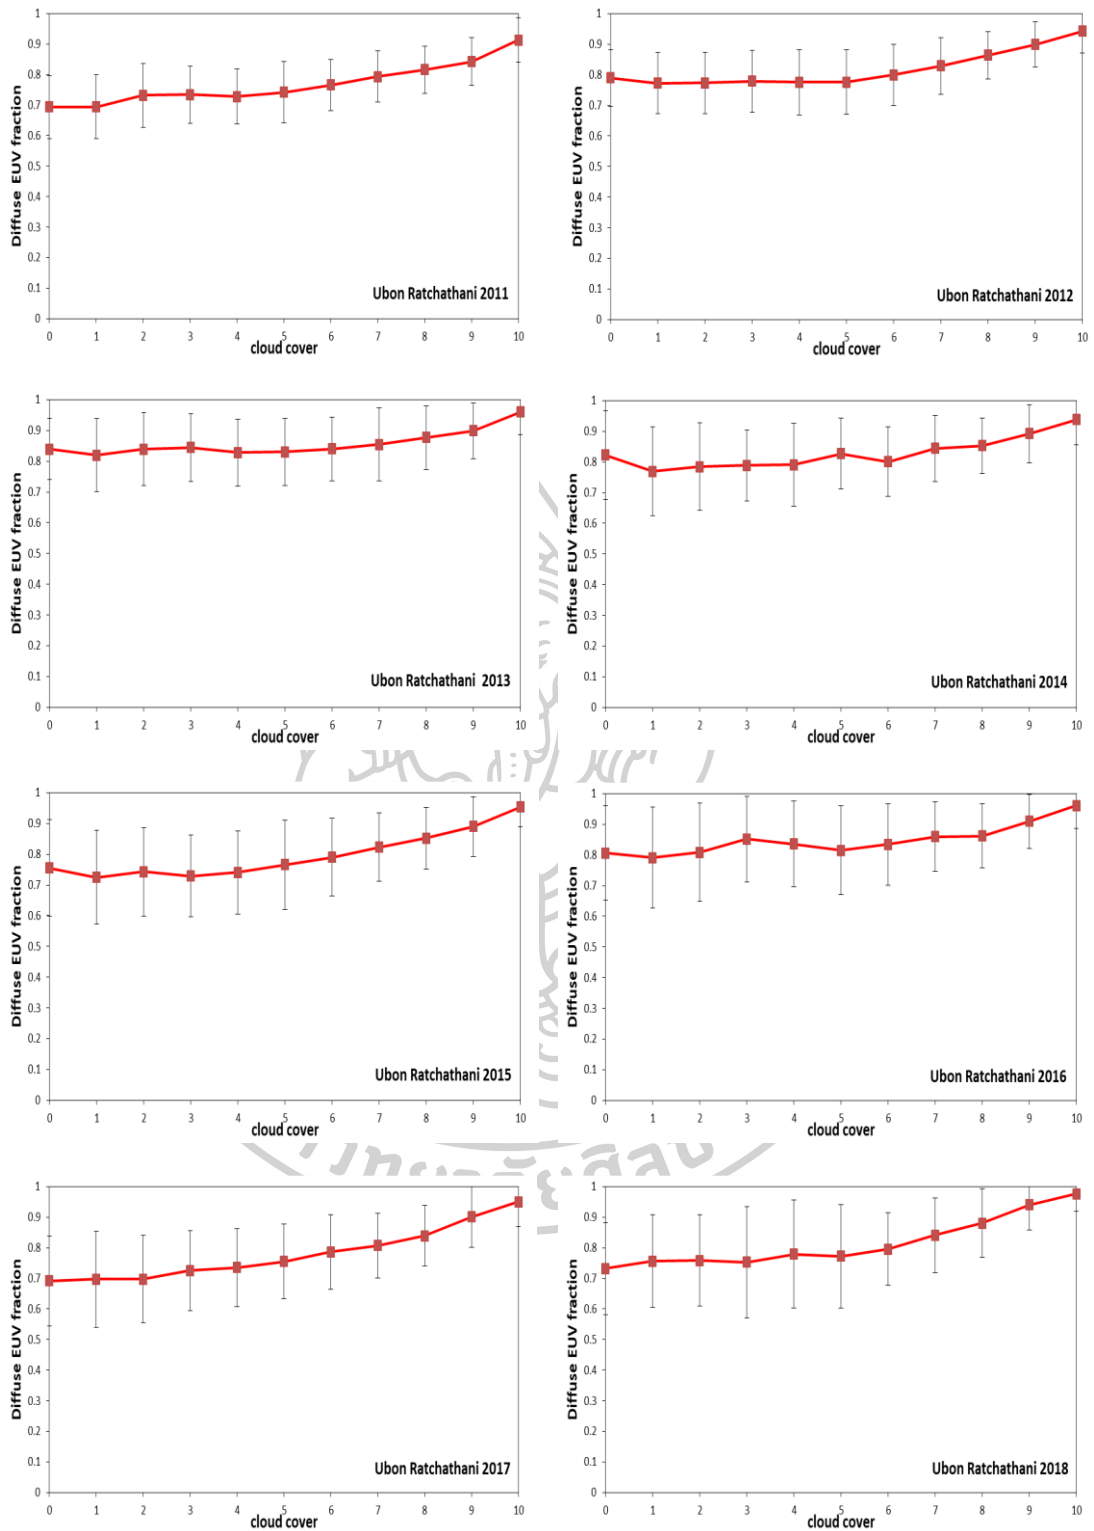 1
0.9
0.8
0.7
0.6
0.5
0.4
0.3
0.2
0.1
0
Diffuse EUV fraction
Ubon Ratchathani 2011
0 1 2 3 4 5 6 7 8 9 10
cloud cover
1
0.9
0.8
0.7
0.6
0.5
0.4
0.3
0.2
0.1
0
Diffuse EUV fraction
Ubon Ratchathani 2012
0 1 2 3 4 5 6 7 8 9 10
cloud cover
1
0.9
0.8
0.7
0.6
0.5
0.4
0.3
0.2
0.1
0
Diffuse EUV fraction
Ubon Ratchathani 2013
0 1 2 3 4 5 6 7 8 9 10
cloud cover
1
0.9
0.8
0.7
0.6
0.5
0.4
0.3
0.2
0.1
0
Diffuse EUV fraction
Ubon Ratchathani 2014
0 1 2 3 4 5 6 7 8 9 10
cloud cover
1
0.9
0.8
0.7
0.6
0.5
0.4
0.3
0.2
0.1
0
Diffuse EUV fraction
Ubon Ratchathani 2015
0 1 2 3 4 5 6 7 8 9 10
cloud cover
1
0.9
0.8
0.7
0.6
0.5
0.4
0.3
0.2
0.1
0
Diffuse EUV fraction
Ubon Ratchathani 2016
0 1 2 3 4 5 6 7 8 9 10
cloud cover
1
0.9
0.8
0.7
0.6
0.5
0.4
0.3
0.2
0.1
0
Diffuse EUV fraction
Ubon Ratchathani 2017
0 1 2 3 4 5 6 7 8 9 10
cloud cover
1
0.9
0.8
0.7
0.6
0.5
0.4
0.3
0.2
0.1
0
Diffuse EUV fraction
Ubon Ratchathani 2018
0 1 2 3 4 5 6 7 8 9 10
cloud cover